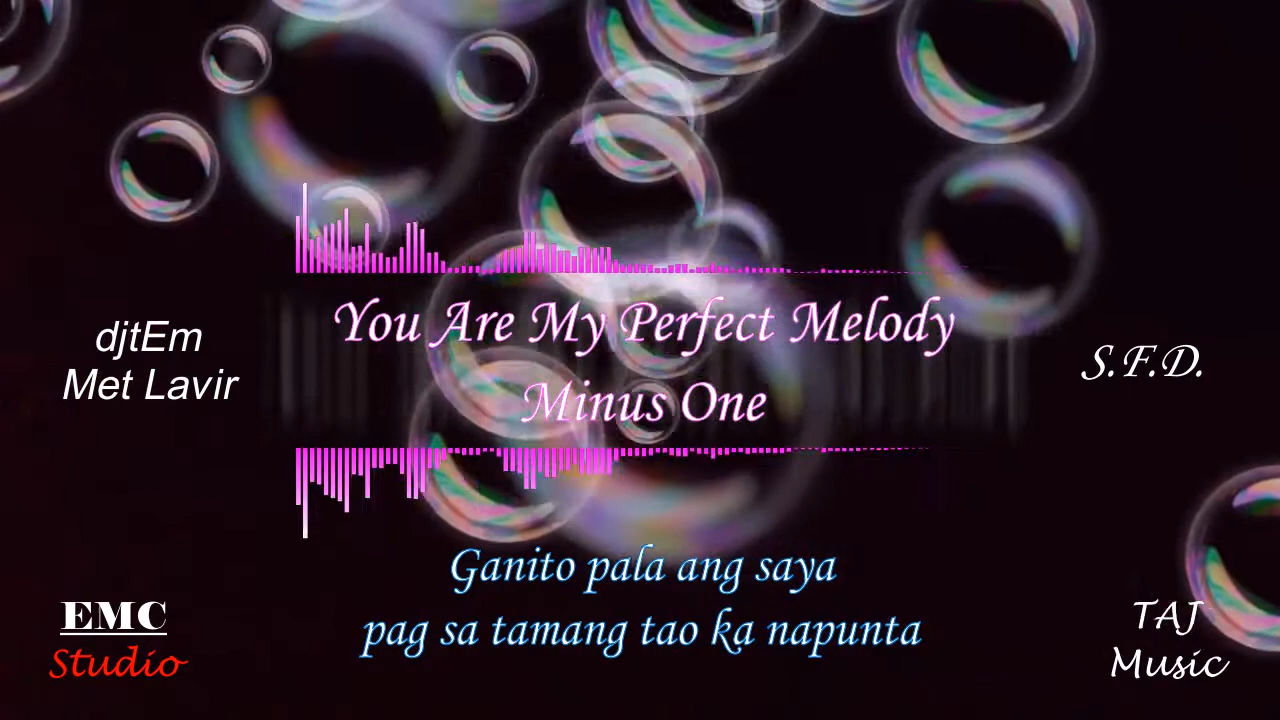 You Are My Perfect Melody
Minus One
djtEm
Met Lavir
S.F.D.
Ganito pala ang saya
pag sa tamang tao ka napunta
EMC
Studio
TAJ
Music